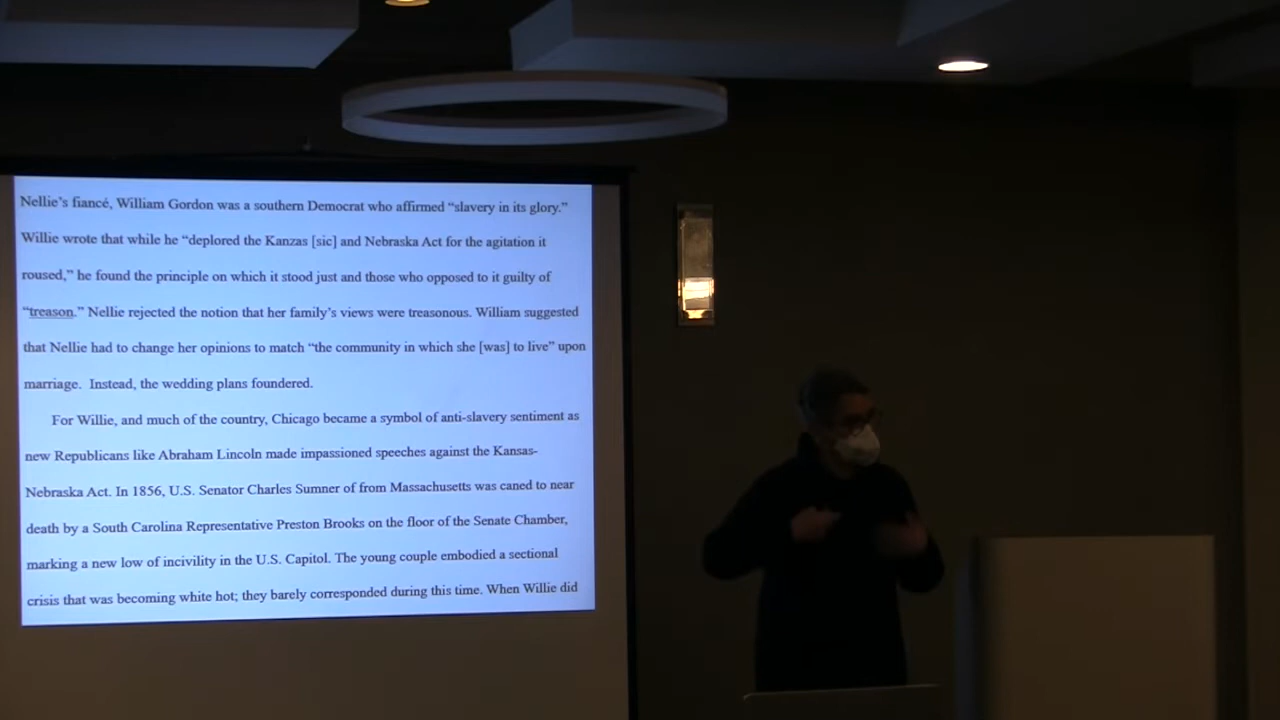 Nellie’s fiancé, William Gordon was a southern Democrat who affirmed “slavery in its glory.”
Willie wrote that while he “deplored the Kanzas [sic] and Nebraska Act for the agitation it
roused,” he found the principle on which it stood just and those who opposed to it guilty of
“treason.” Nellie rejected the notion that her family’s views were treasonous. William suggested
that Nellie had to change her opinions to match “the community in which she [was] to live” upon
marriage.  Instead, the wedding plans foundered.
For Willie, and much of the country, Chicago became a symbol of anti-slavery sentiment as
new Republicans like Abraham Lincoln made impassioned speeches against the Kansas-
Nebraska Act. In 1856, U.S. Senator Charles Sumner of from Massachusetts was caned to near
death by a South Carolina Representative Preston Brooks on the floor of the Senate Chamber,
marking a new low of incivility in the U.S. Capitol. The young couple embodied a sectional
crisis that was becoming white hot; they barely corresponded during this time. When Willie did